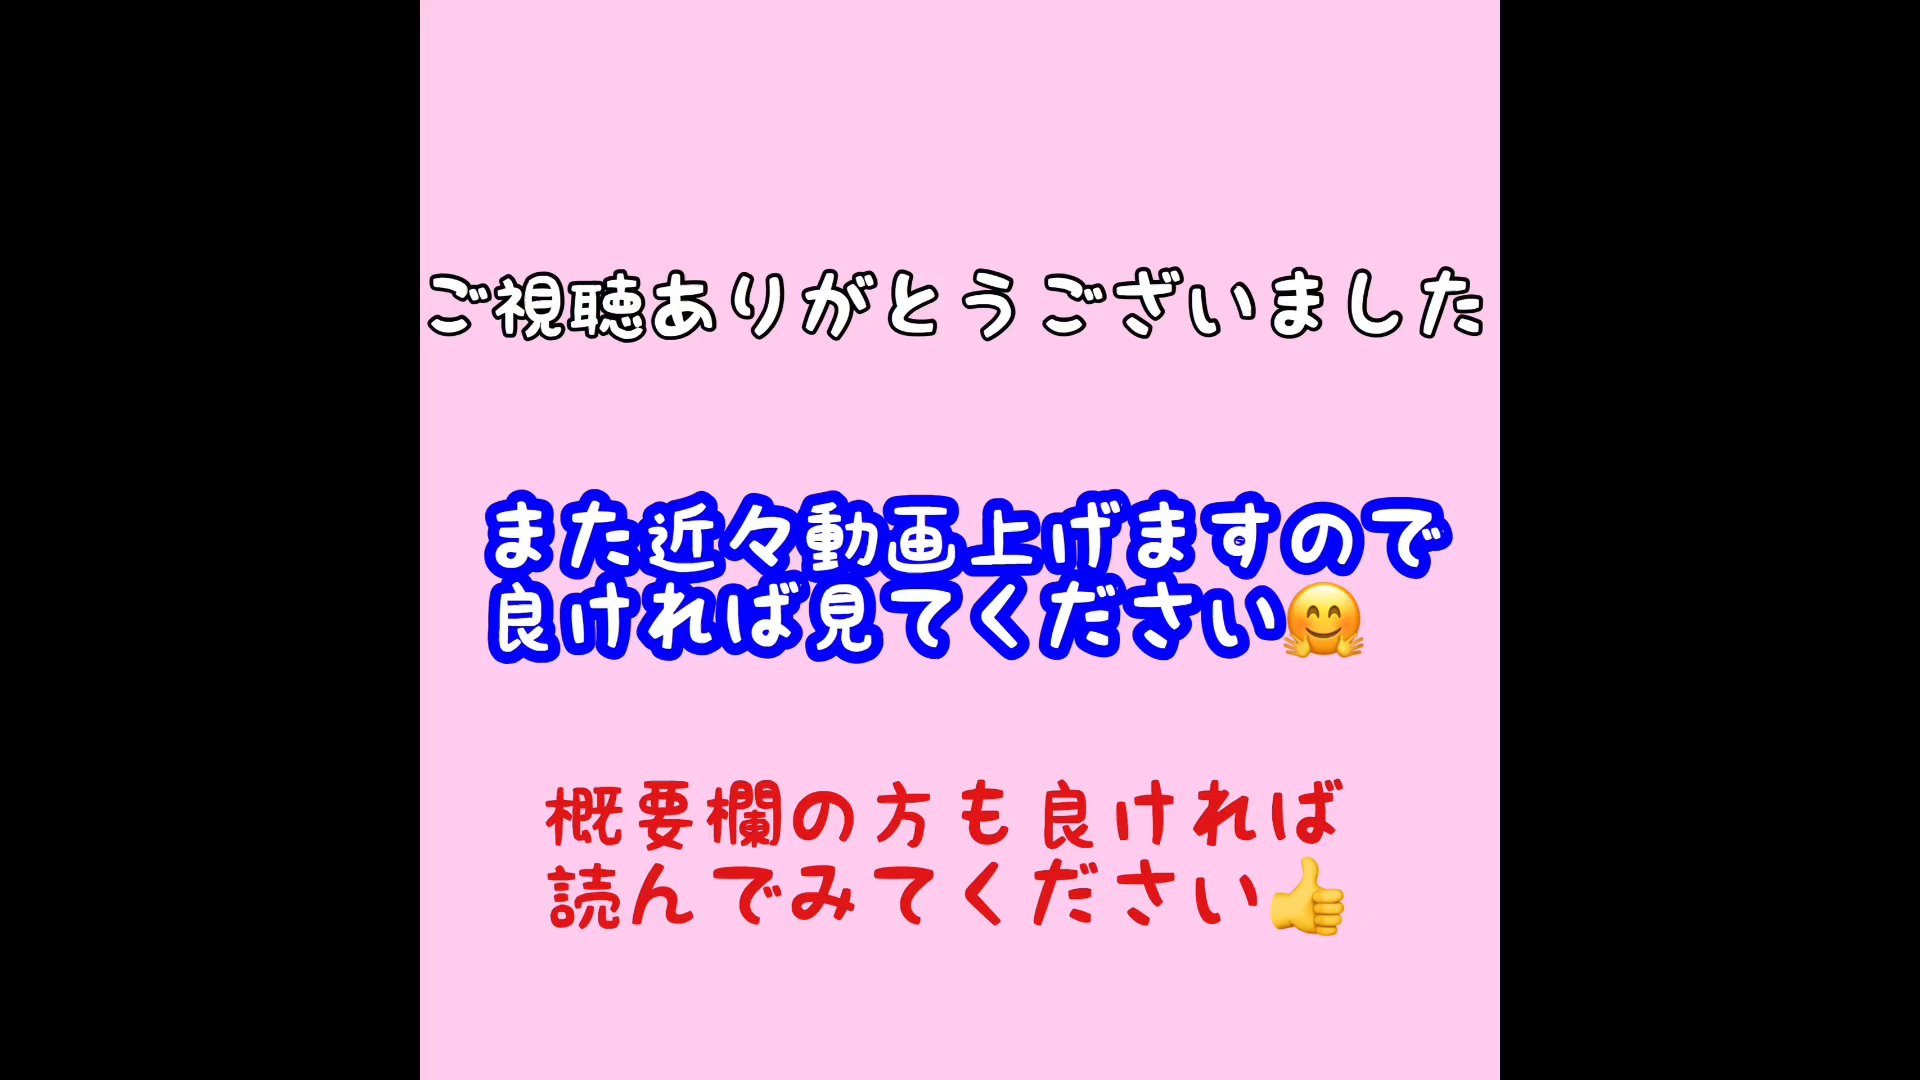 ご視聴ありがとうございました
また近々動画上げますので
良ければ見てください🤗
概要欄の方も良ければ
読んでみてください👍